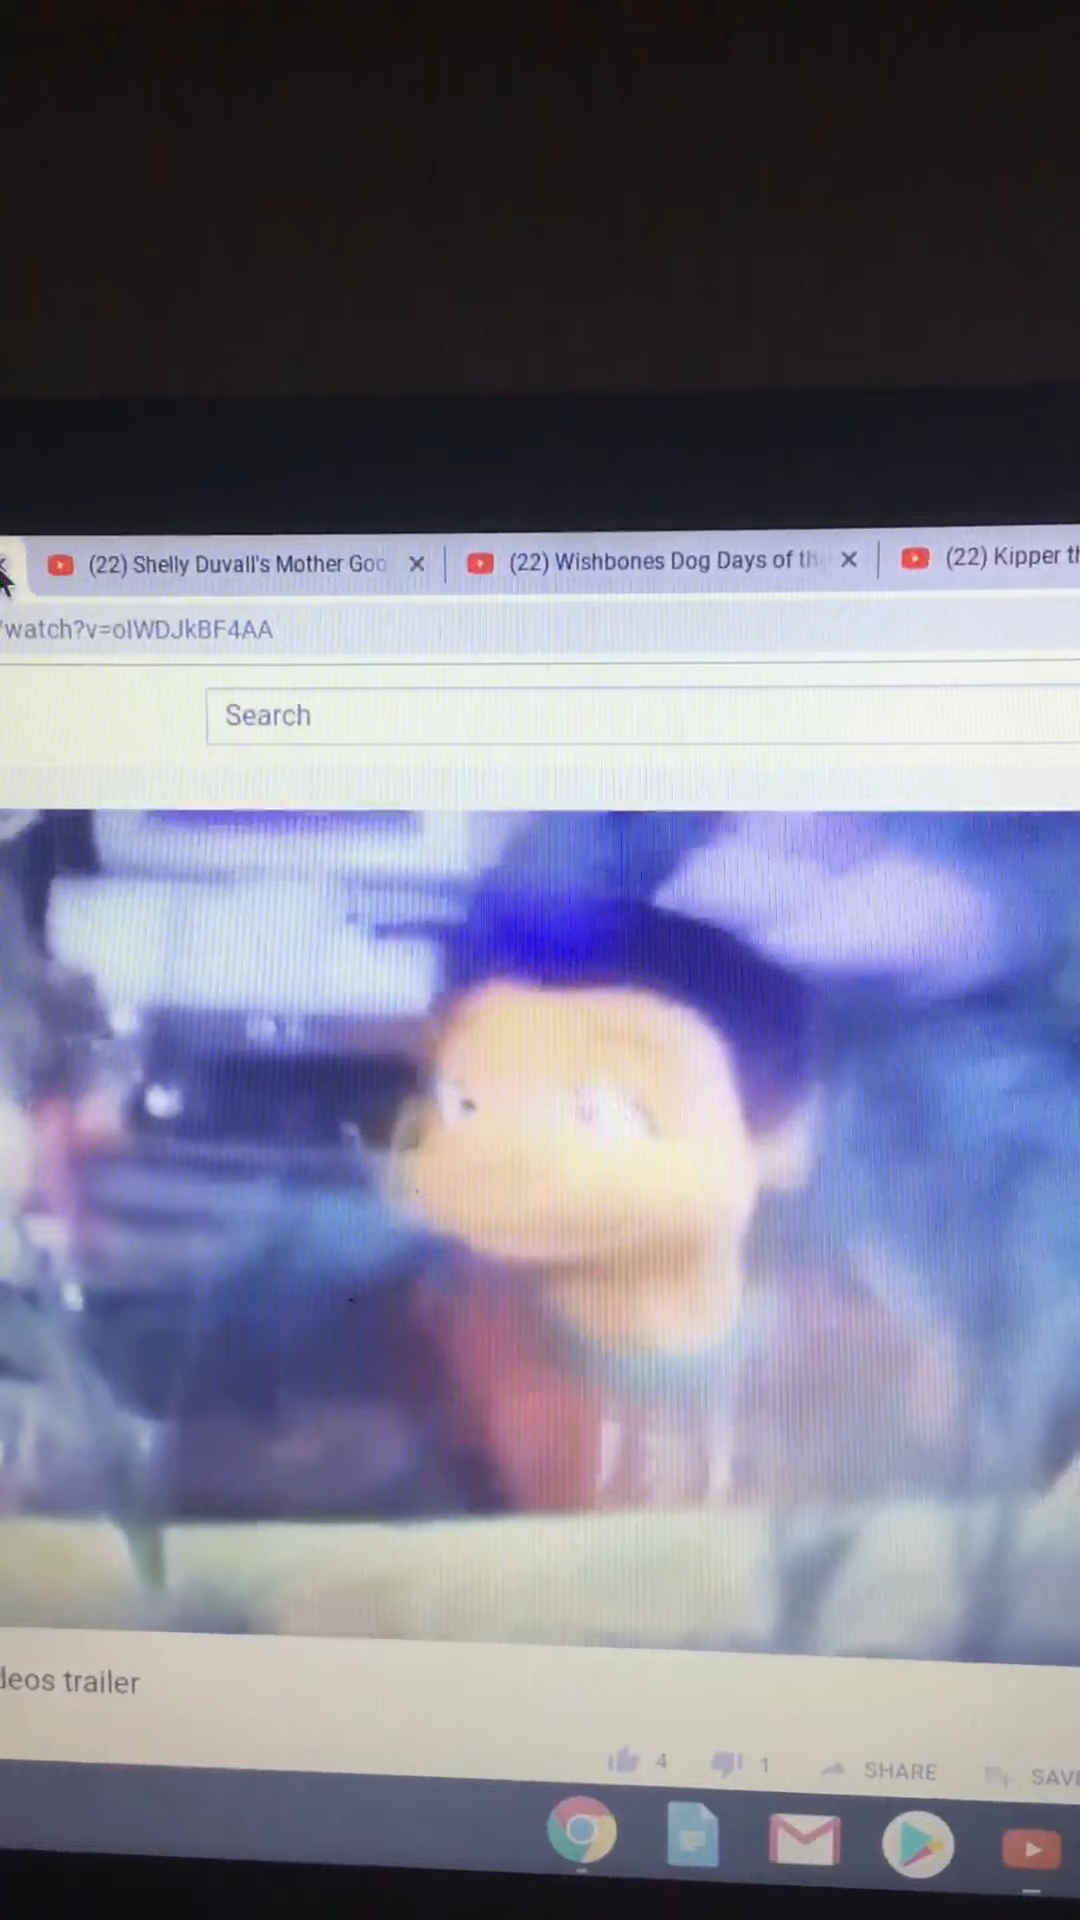 (22) Shelly Duvall's Mother Goo
(22) Wishbones Dog Days of th
(22) Kipper th
/watch?v=oIWDJkBF4AA
Search
deos trailer
4
1
SHARE
SAVE